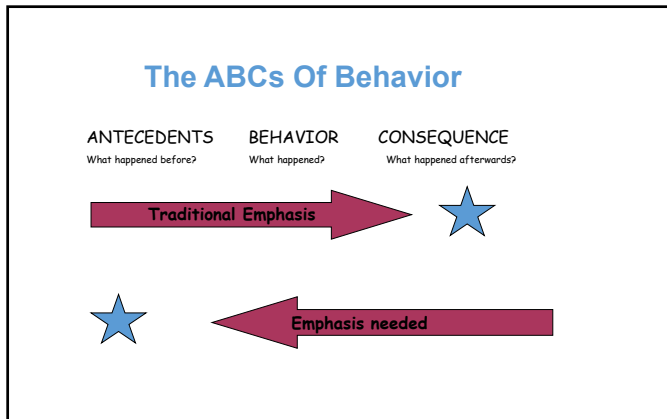 The ABCs Of Behavior
ANTECEDENTS BEHAVIOR CONSEQUENCE
What happened before? What happened? What happened afterwards?
Traditional Emphasis
Emphasis needed